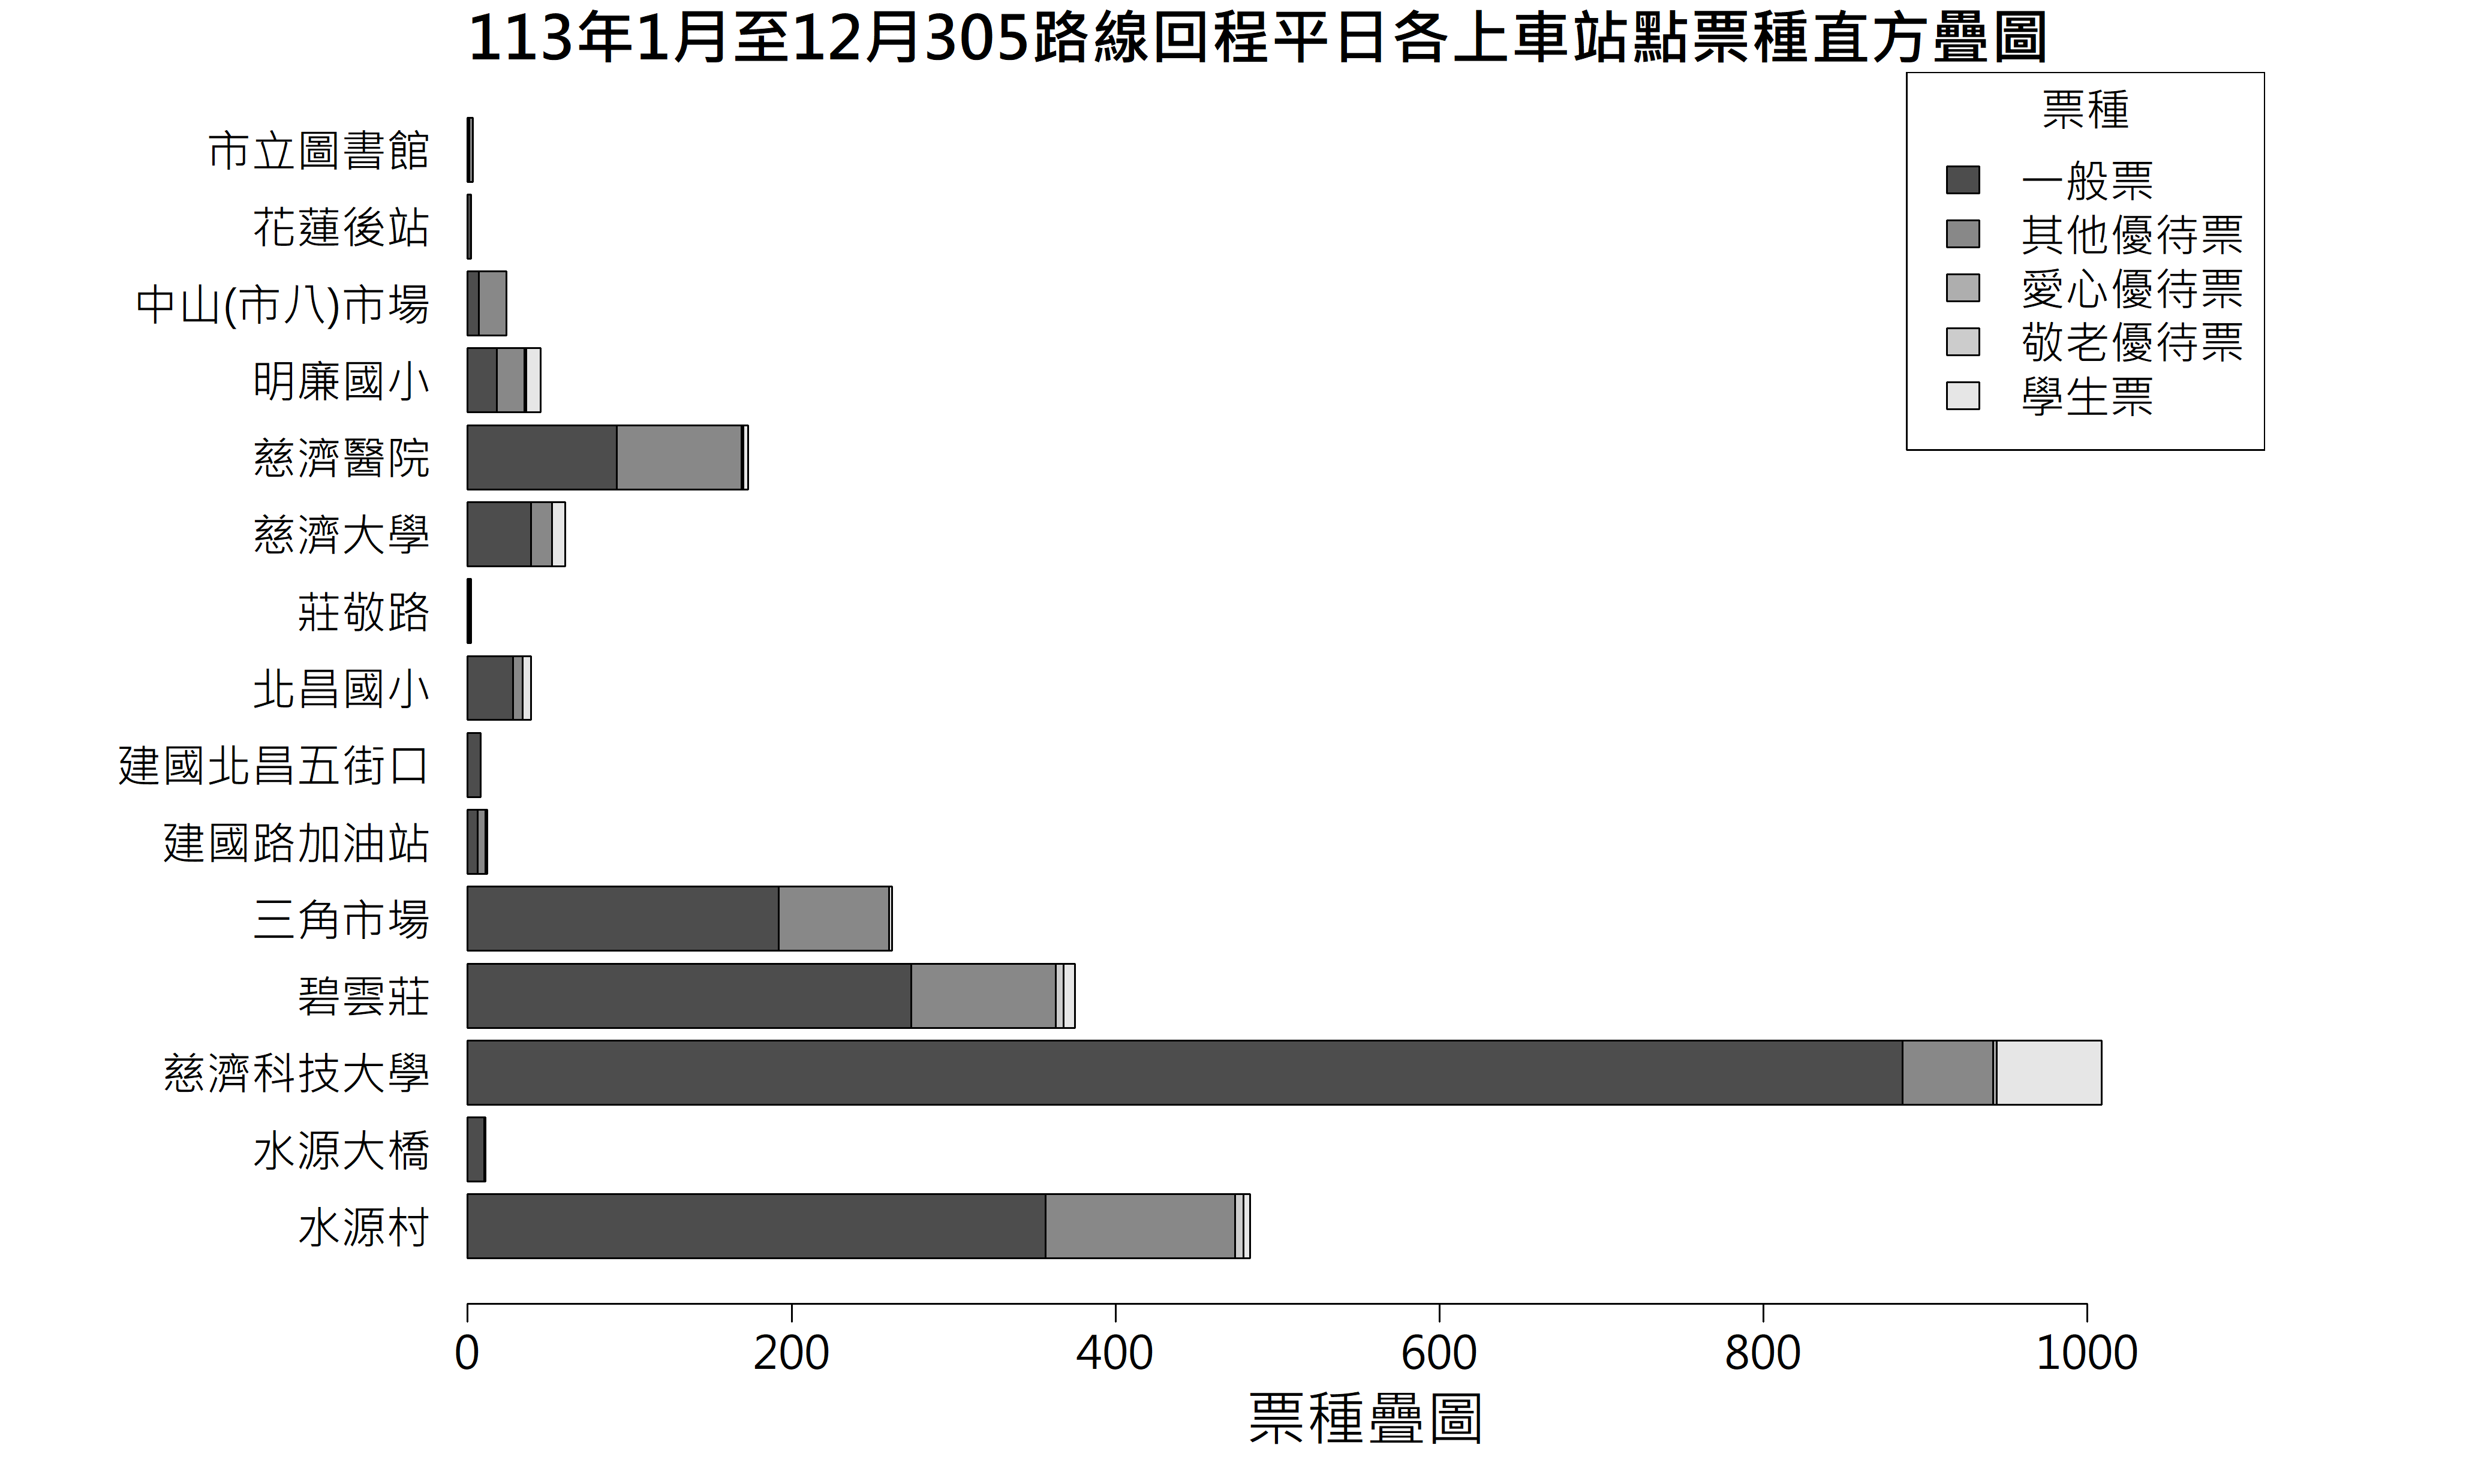 113年1月至12月305路線回程平日各上車站點票種直方疊圖
票種
一般票
其他優待票
愛心優待票
敬老優待票
學生票
市立圖書館
花蓮後站
中山(市八)市場
明廉國小
慈濟醫院
慈濟大學
莊敬路
北昌國小
建國北昌五街口
建國路加油站
三角市場
碧雲莊
慈濟科技大學
水源大橋
水源村
0 200 400 600 800 1000
票種疊圖